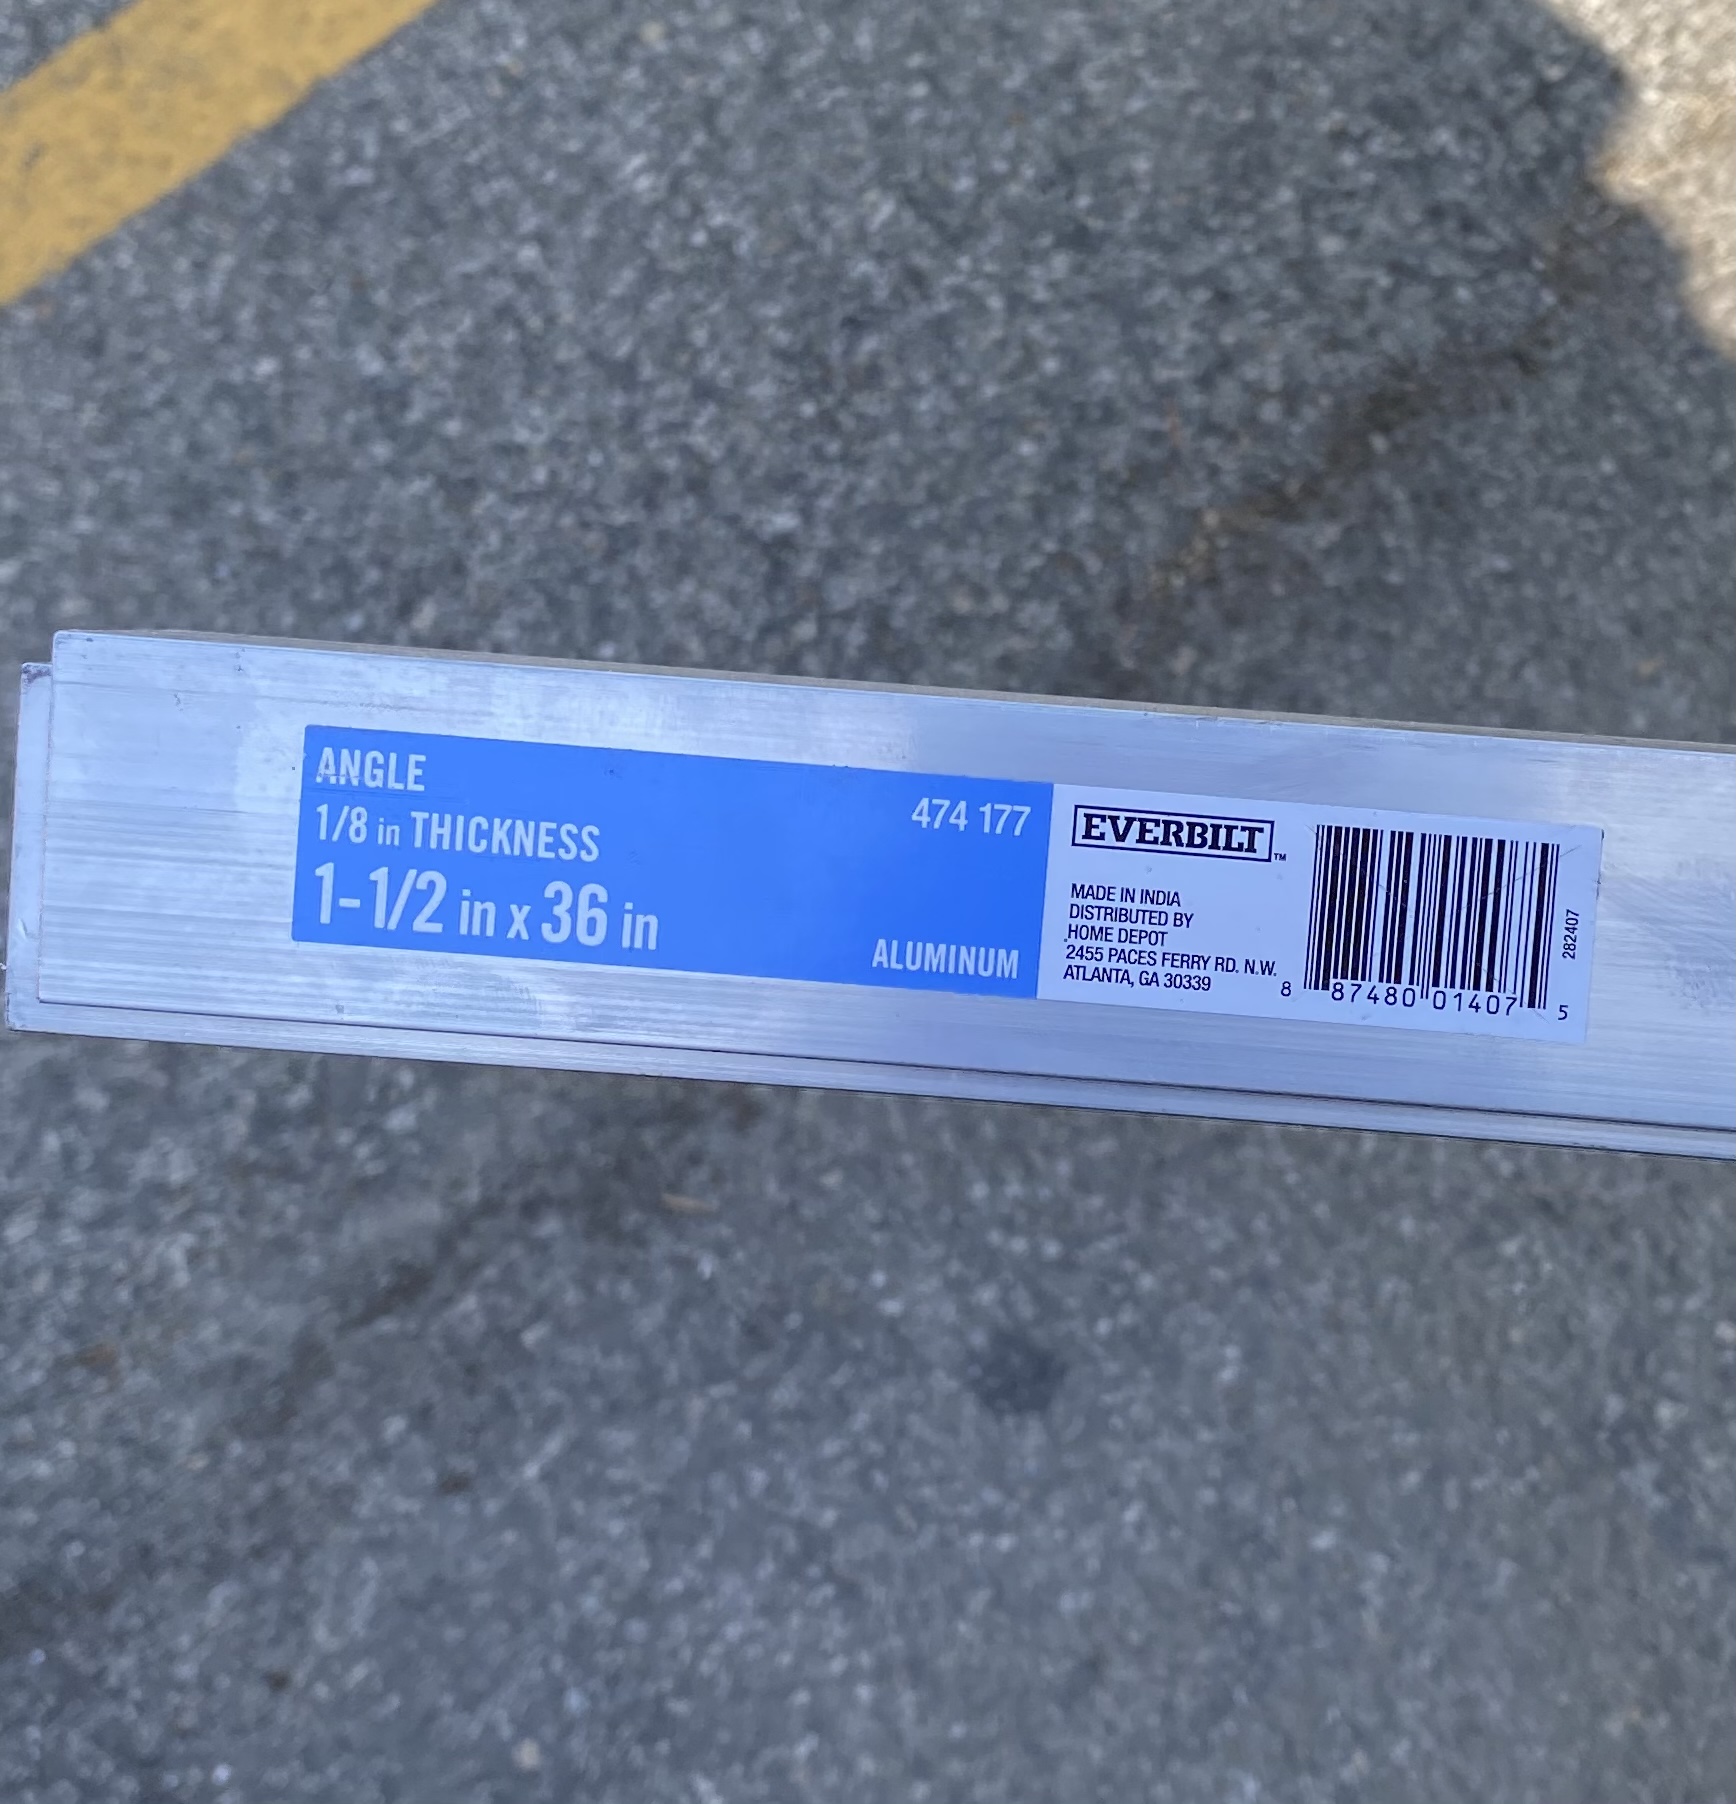 ANGLE
1/8 in THICKNESS
1-1/2 in x 36 in
474 177
ALUMINUM
EVERBILT™
MADE IN INDIA
DISTRIBUTED BY
HOME DEPOT
2455 PACES FERRY RD. N.W.
ATLANTA, GA 30339
8 87480 01407 5
282407